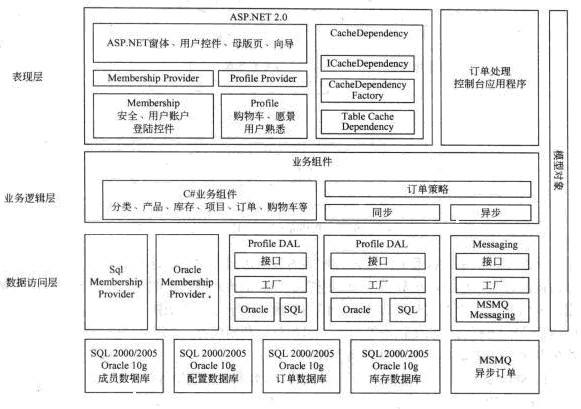 ASP.NET 2.0
ASP.NET窗体、用户控件、母版页、向导
Membership Provider
Profile Provider
Membership
安全、用户账户
登陆控件
Profile
购物车、愿景
用户熟悉
CacheDependency
ICacheDependency
CacheDependency
Factory
Table Cache
Dependency
订单处理
控制台应用程序
表现层
模型对象
业务组件
C#业务组件
分类、产品、库存、项目、订单、购物车等
订单策略
同步
异步
业务逻辑层
数据访问层
Sql
Membership
Provider
Oracle
Membership
Provider
Profile DAL
接口
工厂
Oracle
SQL
Profile DAL
接口
工厂
Oracle
SQL
Messaging
接口
工厂
MSMQ
Messaging
SQL 2000/2005
Oracle 10g
成员数据库
SQL 2000/2005
Oracle 10g
配置数据库
SQL 2000/2005
Oracle 10g
订单数据库
SQL 2000/2005
Oracle 10g
库存数据库
MSMQ
异步订单